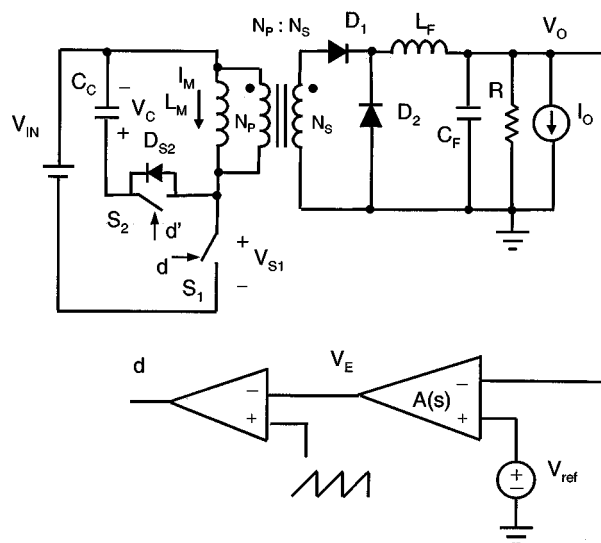 N_P : N_S
D_1
L_F
V_O
C_C
−
I_M
L_M
V_C
+
D_S2
N_P
N_S
D_2
C_F
R
I_O
V_IN
S_2
d'
d
S_1
+
V_S1
−
d
−
+
V_E
A(s)
−
+
+
−
V_ref